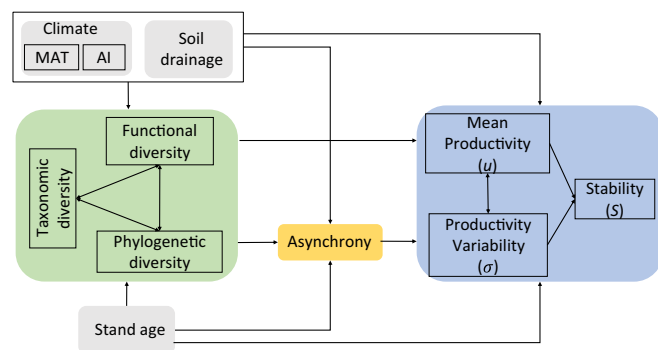 Climate
MAT
AI
Soil
drainage
Functional
diversity
Taxonomic
diversity
Phylogenetic
diversity
Asynchrony
Mean
Productivity
(u)
Productivity
Variability
(σ)
Stability
(S)
Stand age